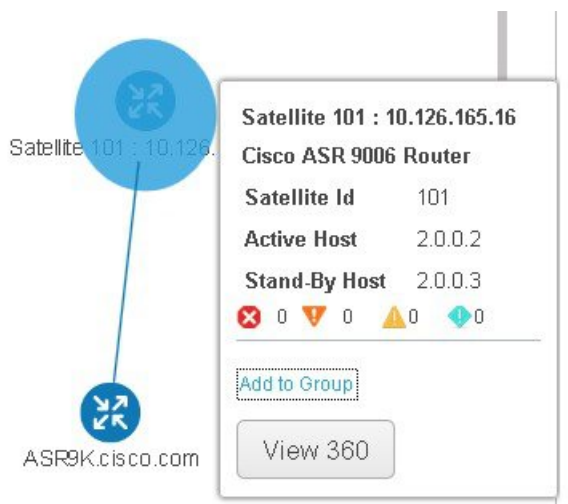 Satellite 101 : 10.126.
Satellite 101 : 10.126.165.16
Cisco ASR 9006 Router
Satellite Id 101
Active Host 2.0.0.2
Stand-By Host 2.0.0.3
0 0 0 0
Add to Group
View 360
ASR9K.cisco.com